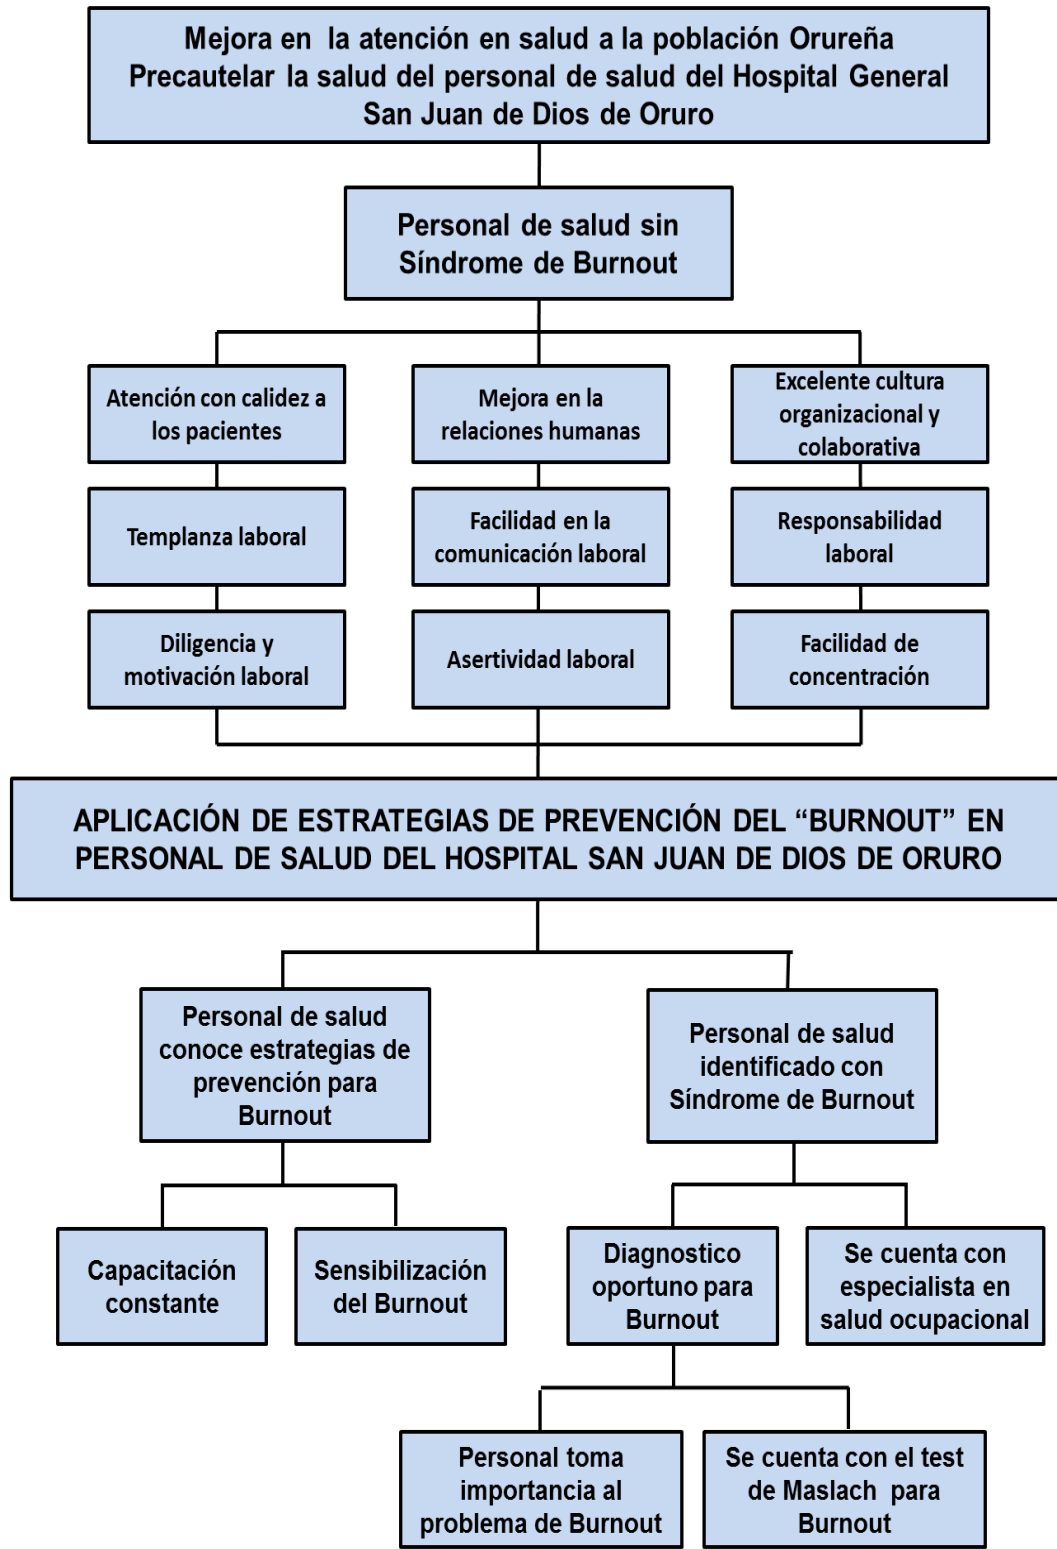 Mejora en la atención en salud a la población Orureña
Precautelar la salud del personal de salud del Hospital General
San Juan de Dios de Oruro
Personal de salud sin
Síndrome de Burnout
Atención con calidez a
los pacientes
Mejora en la
relaciones humanas
Excelente cultura
organizacional y
colaborativa
Templanza laboral
Facilidad en la
comunicación laboral
Responsabilidad
laboral
Diligencia y
motivación laboral
Asertividad laboral
Facilidad de
concentración
APLICACIÓN DE ESTRATEGIAS DE PREVENCIÓN DEL “BURNOUT” EN
PERSONAL DE SALUD DEL HOSPITAL SAN JUAN DE DIOS DE ORURO
Personal de salud
conoce estrategias de
prevención para
Burnout
Personal de salud
identificado con
Síndrome de Burnout
Capacitación
constante
Sensibilización
del Burnout
Diagnostico
oportuno para
Burnout
Se cuenta con
especialista en
salud ocupacional
Personal toma
importancia al
problema de Burnout
Se cuenta con el test
de Maslach para
Burnout